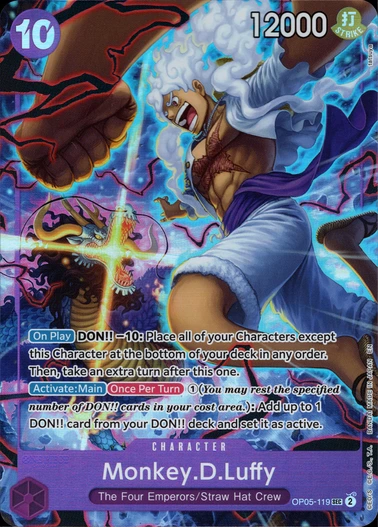 10
12000
打
STRIKE
On Play DON!! −10: Place all of your Characters except
this Character at the bottom of your deck in any order.
Then, take an extra turn after this one.
Activate:Main Once Per Turn ①(You may rest the specified
number of DON!! cards in your cost area.): Add up to 1
DON!! card from your DON!! deck and set it as active.
CHARACTER
Monkey.D.Luffy
The Four Emperors/Straw Hat Crew
OP05-119 SEC 2